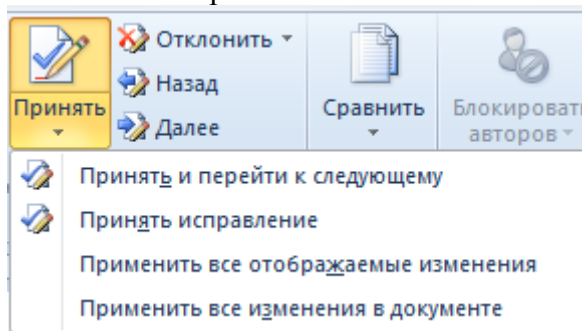 Отклонить
Назад
Принять
Далее
Сравнить
Блокировать
авторов
Принять и перейти к следующему
Принять исправление
Применить все отображаемые изменения
Применить все изменения в документе